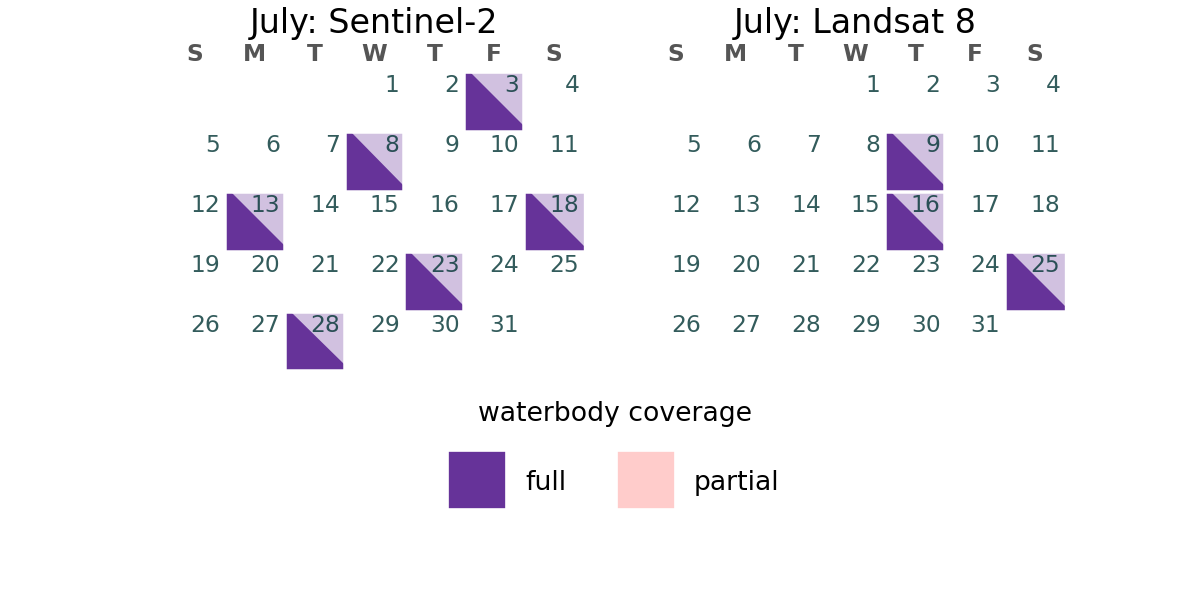 July: Sentinel-2
S M T W T F S
1 2 3 4
5 6 7 8 9 10 11
12 13 14 15 16 17 18
19 20 21 22 23 24 25
26 27 28 29 30 31
July: Landsat 8
S M T W T F S
1 2 3 4
5 6 7 8 9 10 11
12 13 14 15 16 17 18
19 20 21 22 23 24 25
26 27 28 29 30 31
waterbody coverage
full partial